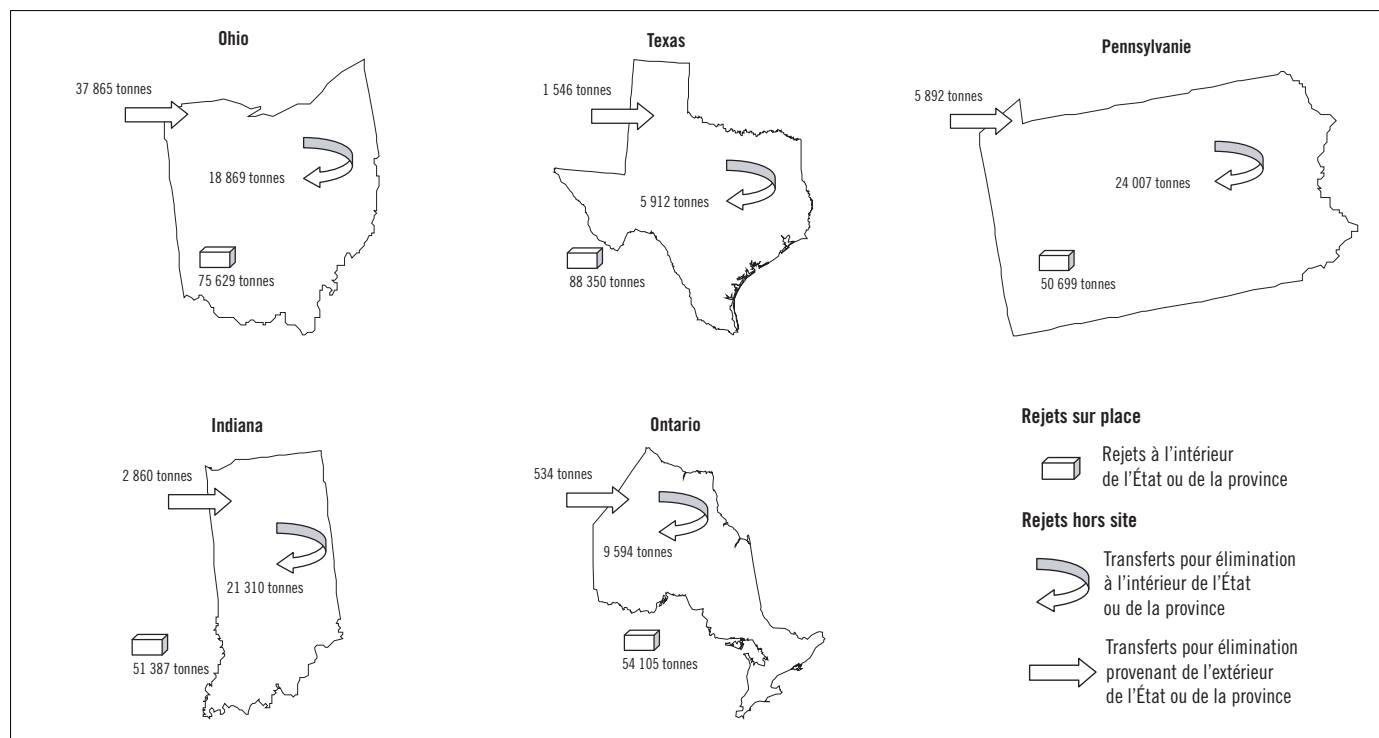 Ohio
37 865 tonnes
18 869 tonnes
75 629 tonnes
Texas
1 546 tonnes
5 912 tonnes
88 350 tonnes
Pennsylvanie
5 892 tonnes
24 007 tonnes
50 699 tonnes
Indiana
2 860 tonnes
21 310 tonnes
51 387 tonnes
Ontario
534 tonnes
9 594 tonnes
54 105 tonnes
Rejets sur place
Rejets à l'intérieur
de l'État ou de la province
Rejets hors site
Transferts pour élimination
à l'intérieur de l'État
ou de la province
Transferts pour élimination
provenant de l'extérieur
de l'État ou de la province